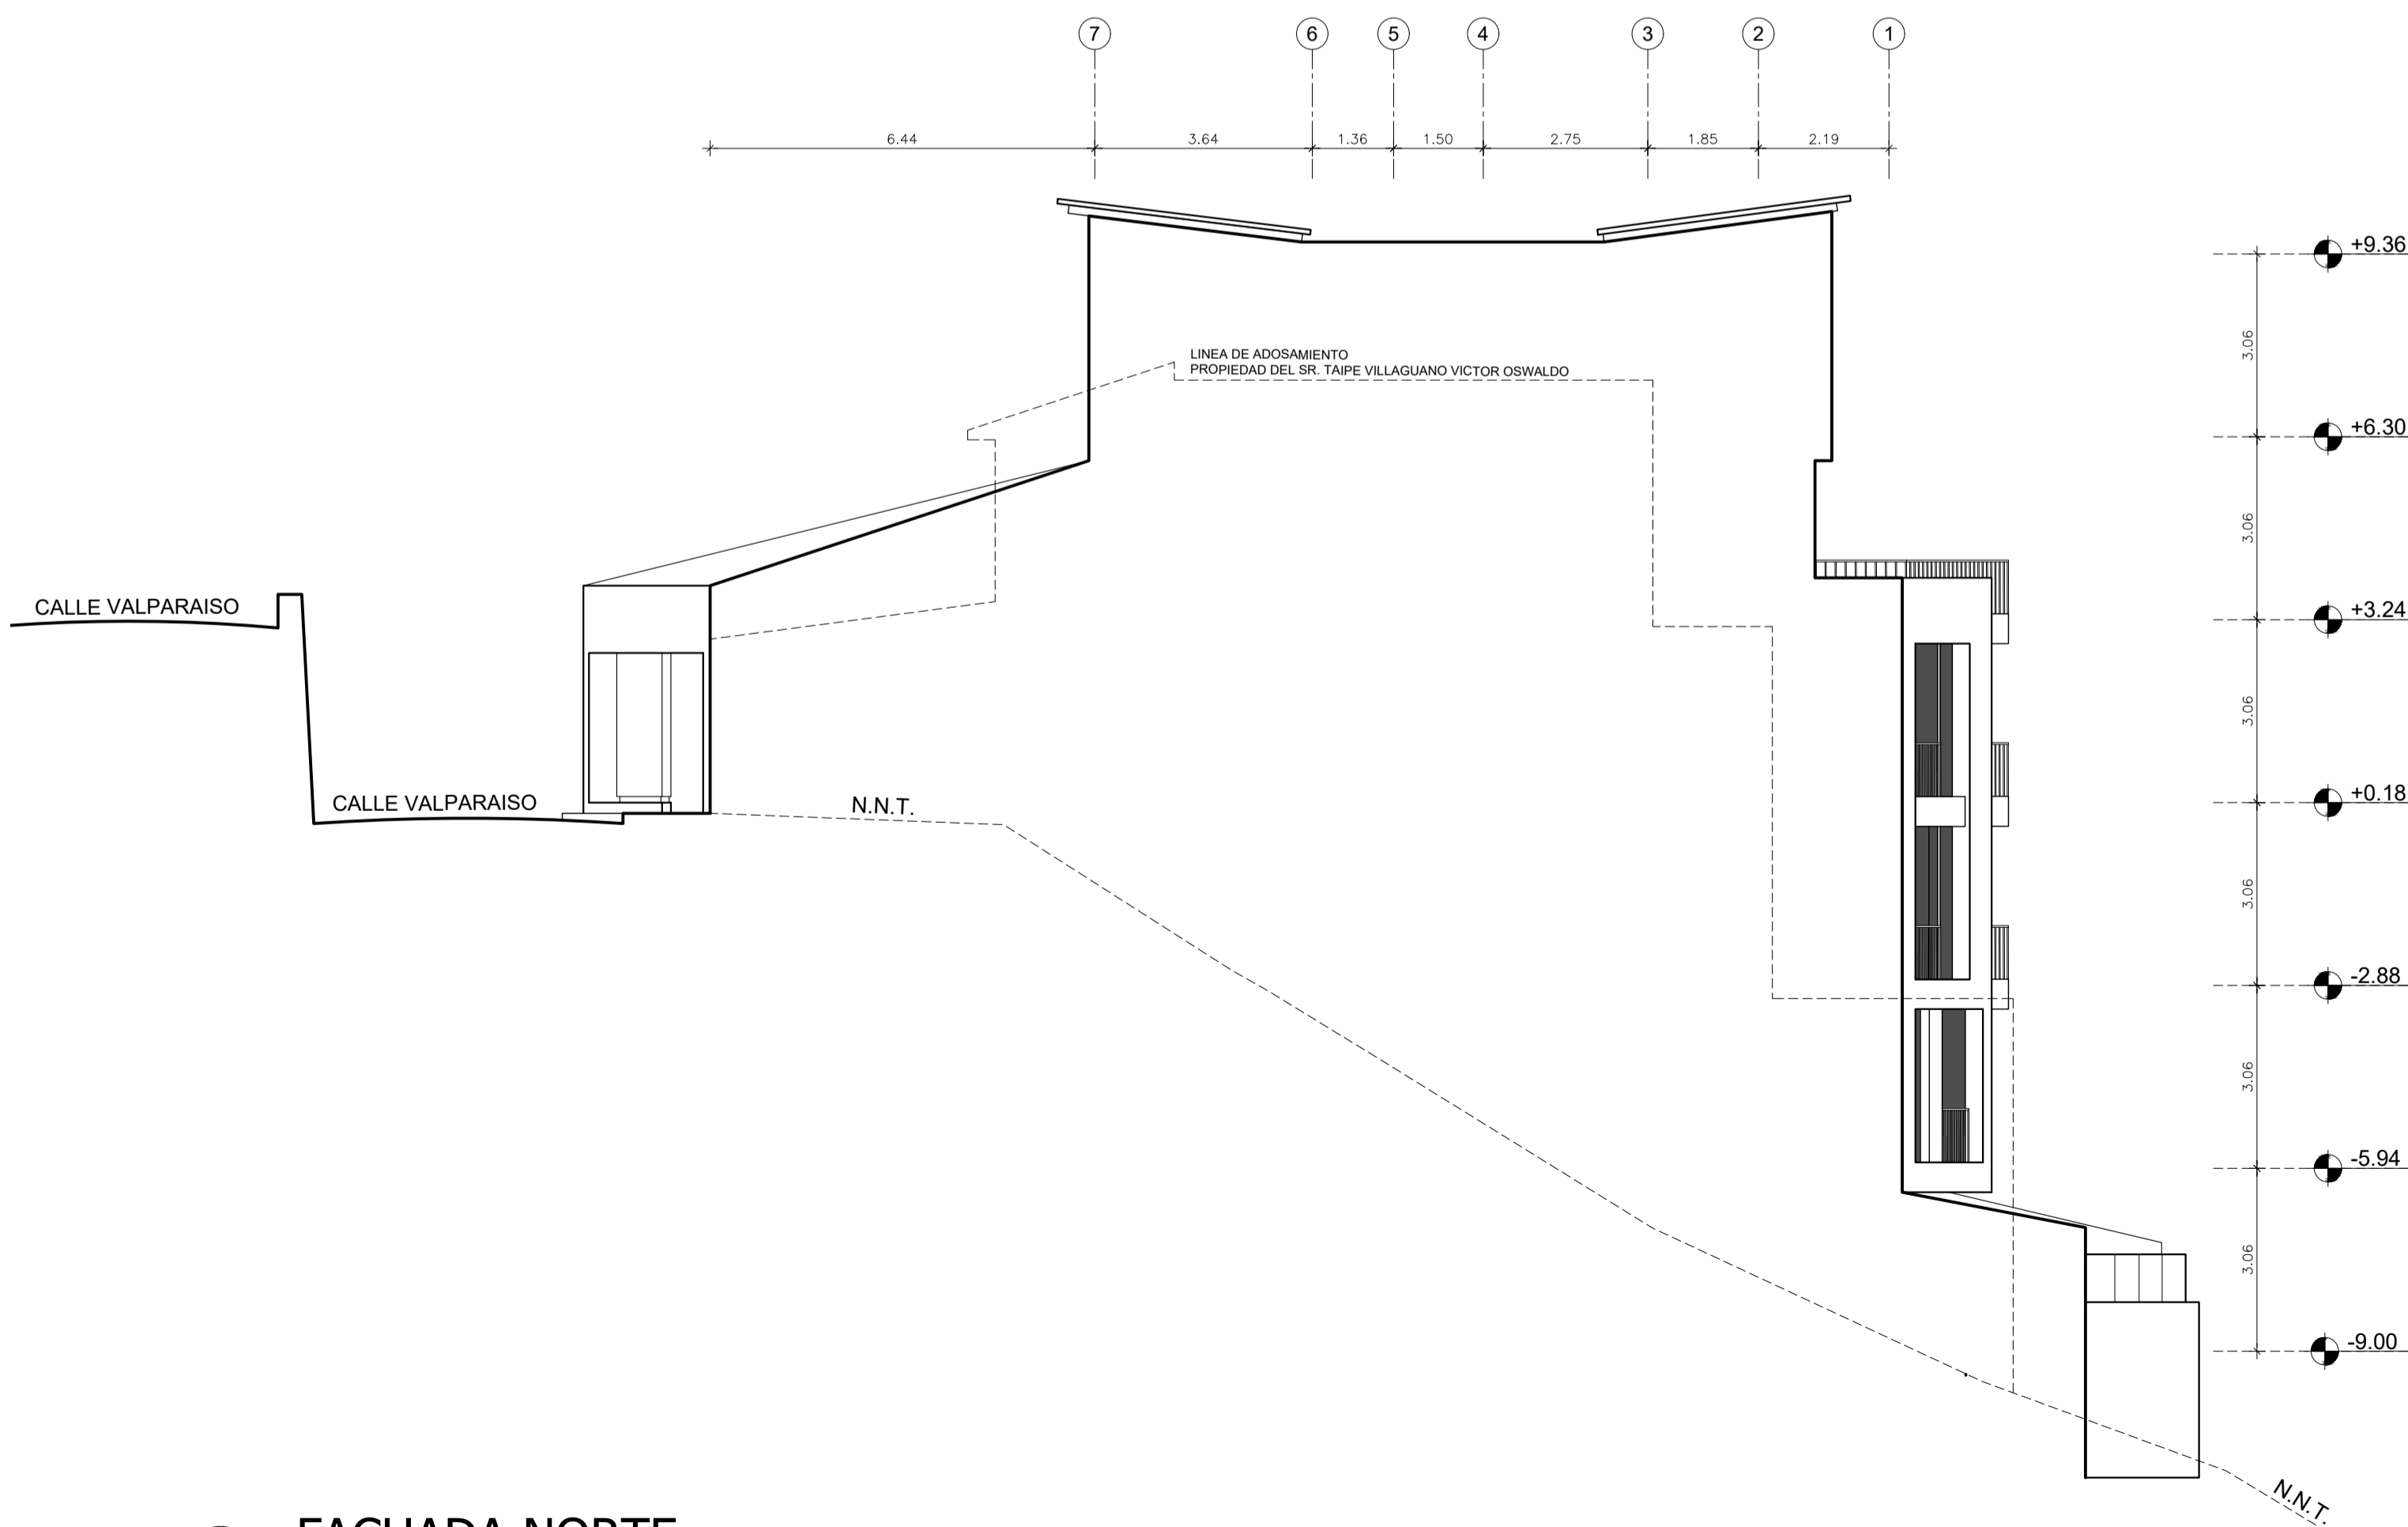 7 6 5 4 3 2 1
6.44 3.64 1.36 1.50 2.75 1.85 2.19
+9.36
3.06
LINEA DE ADOSAMIENTO
PROPIEDAD DEL SR. TAIPE VILLAGUANO VICTOR OSWALDO
+6.30
3.06
CALLE VALPARAISO
+3.24
3.06
CALLE VALPARAISO
N.N.T.
+0.18
3.06
-2.88
3.06
-5.94
3.06
-9.00
N.N.T.
FACHADA NORTE